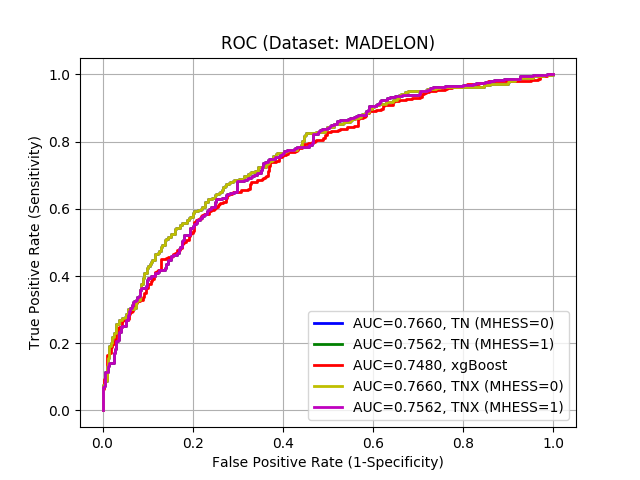 ROC (Dataset: MADELON)
1.0
0.8
0.6
0.4
0.2
0.0
True Positive Rate (Sensitivity)
AUC=0.7660, TN (MHESS=0)
AUC=0.7562, TN (MHESS=1)
AUC=0.7480, xgBoost
AUC=0.7660, TNX (MHESS=0)
AUC=0.7562, TNX (MHESS=1)
0.0 0.2 0.4 0.6 0.8 1.0
False Positive Rate (1-Specificity)